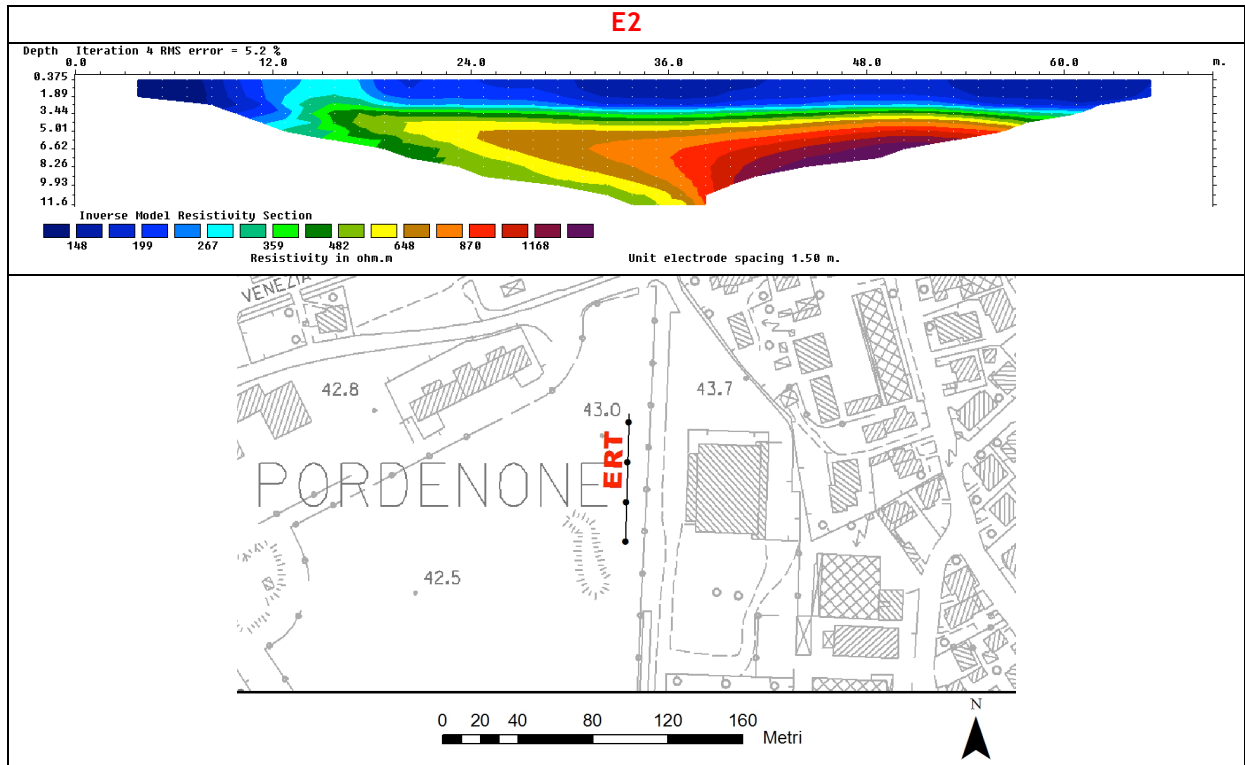 E2
Depth Iteration 4 RMS error = 5.2 %
0.0 12.0 24.0 36.0 48.0 60.0 m.
0.375
1.89
3.44
5.01
6.62
8.26
9.93
11.6
Inverse Model Resistivity Section
148 199 267 359 482 648 870 1168
Resistivity in ohm.m Unit electrode spacing 1.50 m.
VENEZIA
42.8
43.0
43.7
ERT
PORDENONE
42.5
N
0 20 40 80 120 160
Metri